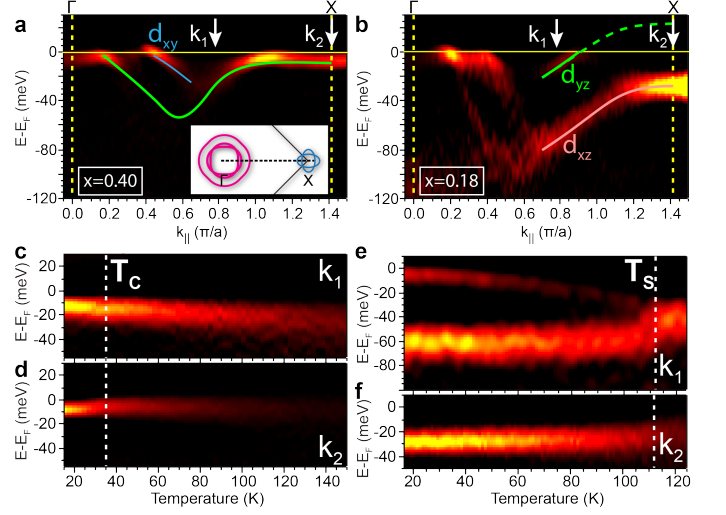 Γ
X
a
d_xy
k_1
k_2
0
-40
-80
-120
E-E_F (meV)
x=0.40
Γ
X
0.0
0.2
0.4
0.6
0.8
1.0
1.2
1.4
k_|| (π/a)
Γ
X
b
k_1
k_2
d_yz
d_xz
0
-40
-80
-120
E-E_F (meV)
x=0.18
0.0
0.2
0.4
0.6
0.8
1.0
1.2
1.4
k_|| (π/a)
c
T_C
k_1
20
0
-20
-40
E-E_F (meV)
d
k_2
20
0
-20
-40
E-E_F (meV)
20
40
60
80
100
120
140
Temperature (K)
e
T_S
k_1
0
-20
-40
-60
-80
E-E_F (meV)
f
k_2
0
-20
-40
E-E_F (meV)
20
40
60
80
100
120
Temperature (K)